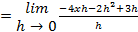 = lim -4xh-2h²+3h
h → 0 h